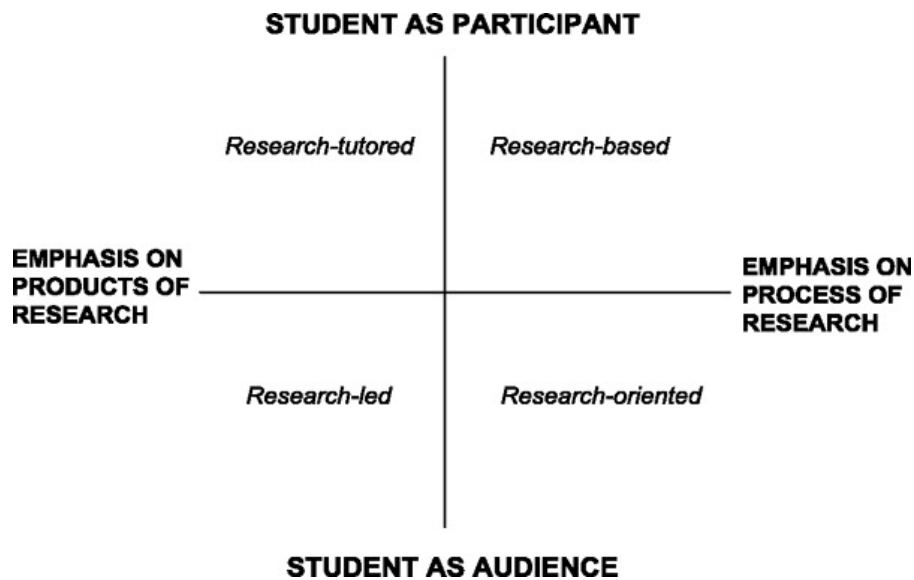 STUDENT AS PARTICIPANT
Research-tutored
Research-based
EMPHASIS ON
PRODUCTS OF
RESEARCH
EMPHASIS ON
PROCESS OF
RESEARCH
Research-led
Research-oriented
STUDENT AS AUDIENCE